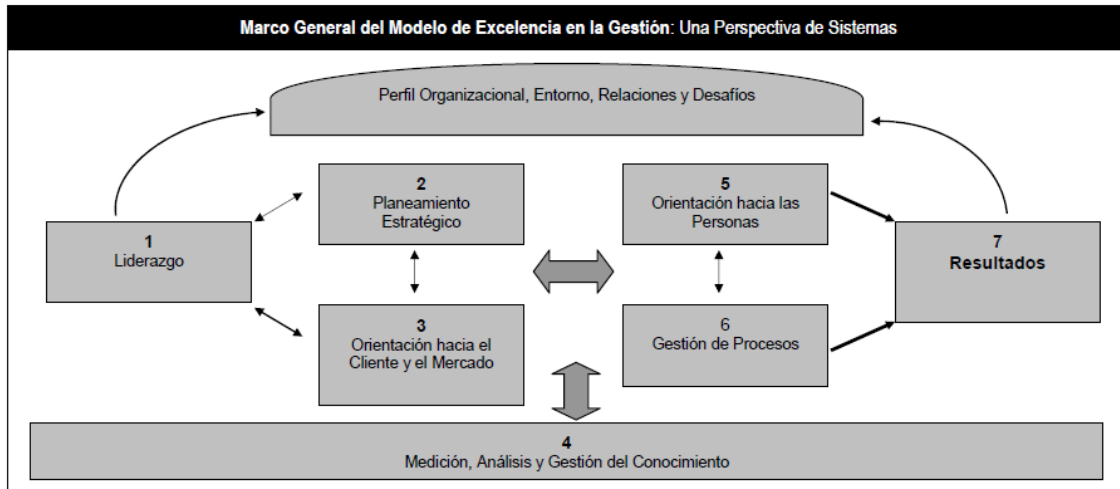 Marco General del Modelo de Excelencia en la Gestión: Una Perspectiva de Sistemas
Perfil Organizacional, Entorno, Relaciones y Desafíos
1
Liderazgo
2
Planeamiento
Estratégico
3
Orientación hacia el
Cliente y el Mercado
5
Orientación hacia las
Personas
6
Gestión de Procesos
7
Resultados
4
Medición, Análisis y Gestión del Conocimiento